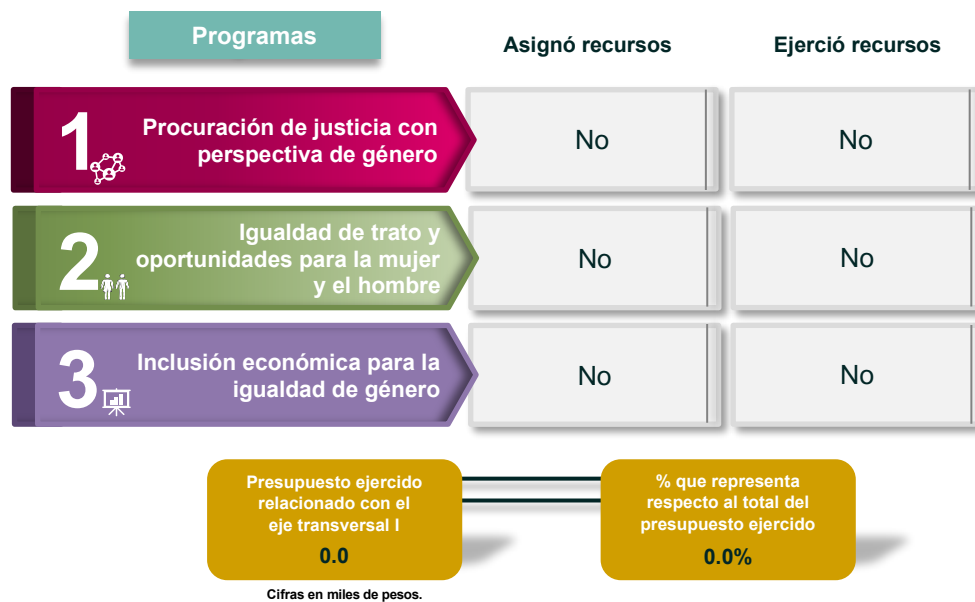 Programas
Asignó recursos
Ejerció recursos
1
Procuración de justicia con
perspectiva de género
No
No
2
Igualdad de trato y
oportunidades para la mujer
y el hombre
No
No
3
Inclusión económica para la
igualdad de género
No
No
Presupuesto ejercido
relacionado con el
eje transversal I
0.0
% que representa
respecto al total del
presupuesto ejercido
0.0%
Cifras en miles de pesos.